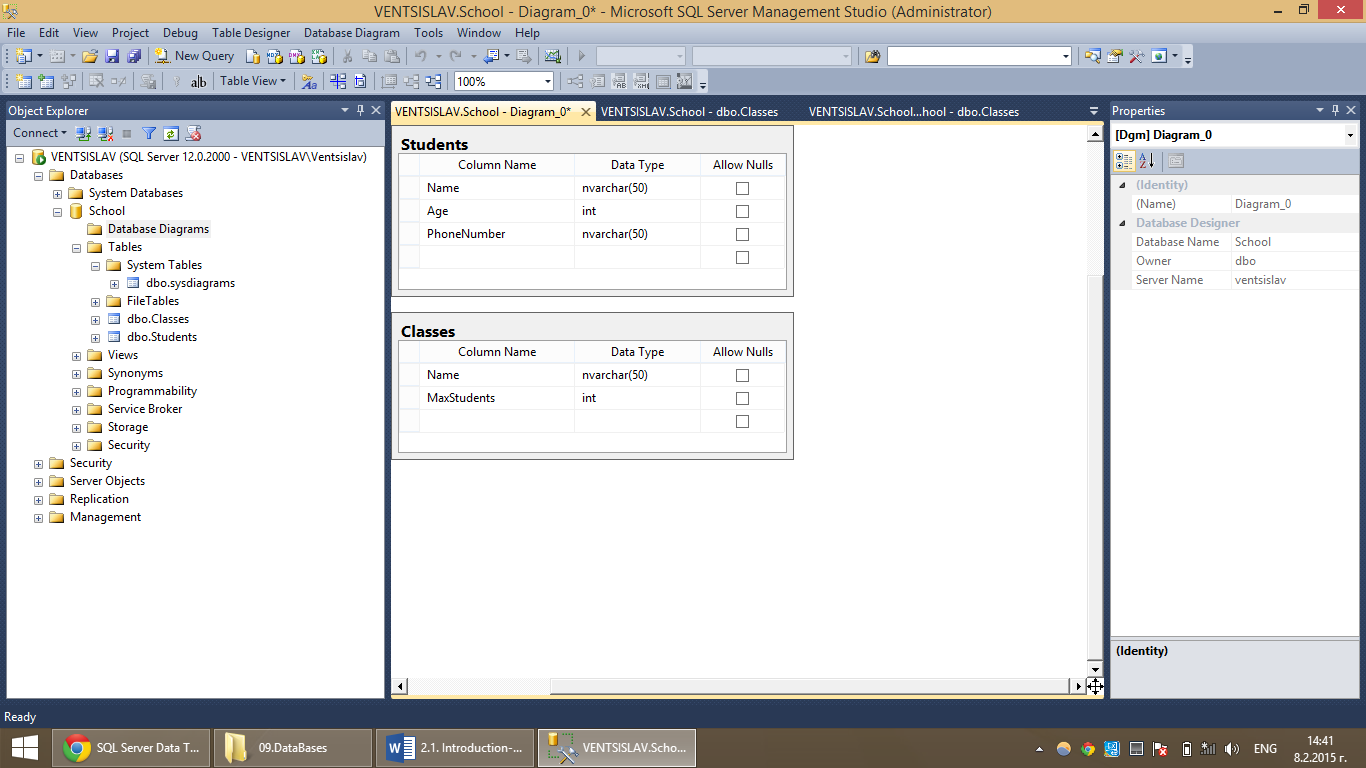 VENTSISLAV.School - Diagram_0* - Microsoft SQL Server Management Studio (Administrator)
File Edit View Project Debug Table Designer Database Diagram Tools Window Help
New Query
ab Table View 100%
Object Explorer
Connect
VENTSISLAV (SQL Server 12.0.2000 - VENTSISLAV\Ventsislav)
Databases
System Databases
School
Database Diagrams
Tables
System Tables
dbo.sysdiagrams
FileTables
dbo.Classes
dbo.Students
Views
Synonyms
Programmability
Service Broker
Storage
Security
Security
Server Objects
Replication
Management
VENTSISLAV.School - Diagram_0* VENTSISLAV.School - dbo.Classes VENTSISLAV.School...hool - dbo.Classes
Students
Column Name Data Type Allow Nulls
Name nvarchar(50)
Age int
PhoneNumber nvarchar(50)
Classes
Column Name Data Type Allow Nulls
Name nvarchar(50)
MaxStudents int
Properties
[Dgm] Diagram_0
(Identity)
(Name) Diagram_0
Database Designer
Database Name School
Owner dbo
Server Name ventsislav
(Identity)
Ready
SQL Server Data T... 09.DataBases 2.1. Introduction-... VENTSISLAV.Scho... ENG 14:41
8.2.2015 г.